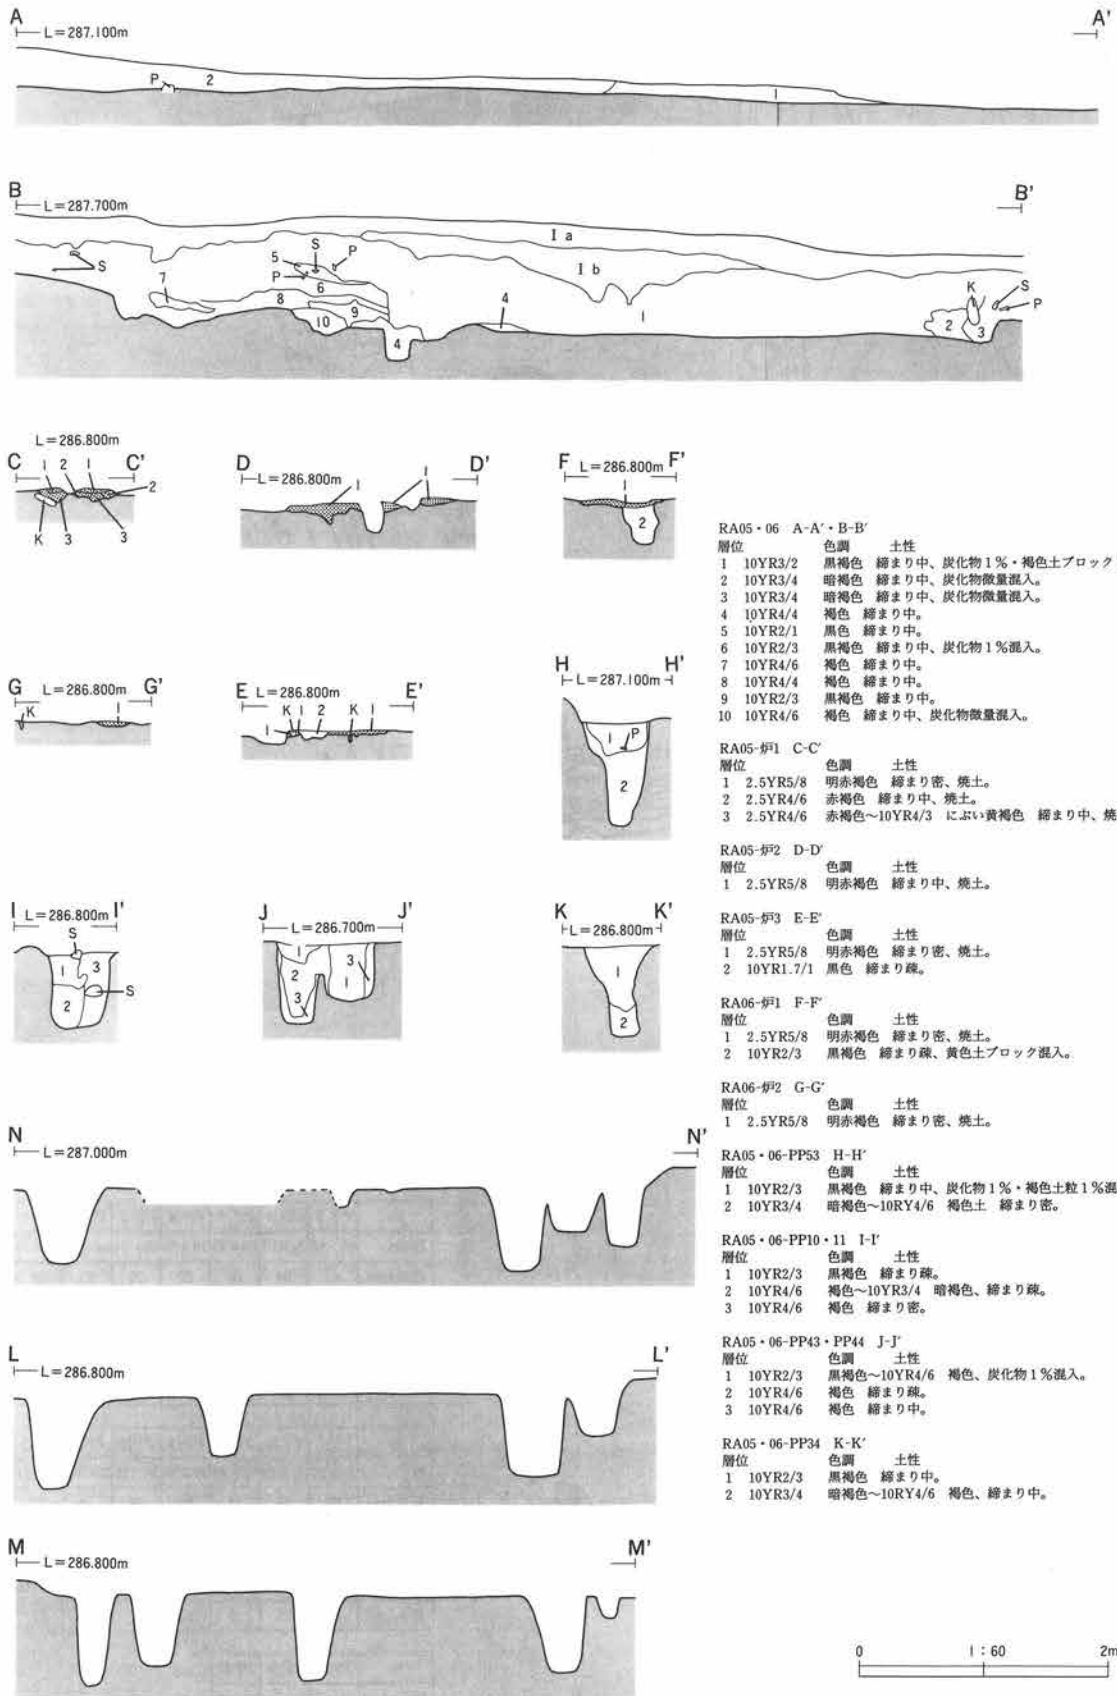 A A'
L=287.100m
P 2 1
B B'
L=287.700m
I a
S 5 S P I b
7 P 6 K S
8 9 4 1 P
10 4 2 3
L=286.800m
C 1 2 1 C'
2
K 3 3
D D'
L=286.800m
1
F F'
L=286.800m
1
2
G G'
L=286.800m
K 1
E E'
L=286.800m
K 1 2 K 1
1
H H'
L=287.100m
1 P
2
I I'
L=286.800m
S
1 3
2 S
J J'
L=286.700m
1
2 3
3 1
K K'
L=286.800m
1
2
N N'
L=287.000m
L L'
L=286.800m
M M'
L=286.800m
RA05・06 A-A′・B-B′
層位 色調 土性
1 10YR3/2 黒褐色 締まり中、炭化物1%・褐色土ブロック
2 10YR3/4 暗褐色 締まり中、炭化物微量混入。
3 10YR3/4 暗褐色 締まり中、炭化物微量混入。
4 10YR4/4 褐色 締まり中。
5 10YR2/1 黒色 締まり中。
6 10YR2/3 黒褐色 締まり中、炭化物1%混入。
7 10YR4/6 褐色 締まり中。
8 10YR4/4 褐色 締まり中。
9 10YR2/3 黒褐色 締まり中。
10 10YR4/6 褐色 締まり中、炭化物微量混入。
RA05-炉1 C-C′
層位 色調 土性
1 2.5YR5/8 明赤褐色 締まり密、焼土。
2 2.5YR4/6 赤褐色 締まり中、焼土。
3 2.5YR4/6 赤褐色～10YR4/3 にぶい黄褐色 締まり中、焼
RA05-炉2 D-D′
層位 色調 土性
1 2.5YR5/8 明赤褐色 締まり中、焼土。
RA05-炉3 E-E′
層位 色調 土性
1 2.5YR5/8 明赤褐色 締まり密、焼土。
2 10YR1.7/1 黒色 締まり疎。
RA06-炉1 F-F′
層位 色調 土性
1 2.5YR5/8 明赤褐色 締まり密、焼土。
2 10YR2/3 黒褐色 締まり疎、黄色土ブロック混入。
RA06-炉2 G-G′
層位 色調 土性
1 2.5YR5/8 明赤褐色 締まり密、焼土。
RA05・06-PP53 H-H′
層位 色調 土性
1 10YR2/3 黒褐色 締まり中、炭化物1%・褐色土粒1%混
2 10YR3/4 暗褐色～10RY4/6 褐色土 締まり密。
RA05・06-PP10・11 I-I′
層位 色調 土性
1 10YR2/3 黒褐色 締まり疎。
2 10YR4/6 褐色～10YR3/4 暗褐色、締まり疎。
3 10YR4/6 褐色 締まり密。
RA05・06-PP43・PP44 J-J′
層位 色調 土性
1 10YR2/3 黒褐色～10YR4/6 褐色、炭化物1%混入。
2 10YR4/6 褐色 締まり疎。
3 10YR4/6 褐色 締まり中。
RA05・06-PP34 K-K′
層位 色調 土性
1 10YR2/3 黒褐色 締まり中。
2 10YR3/4 暗褐色～10RY4/6 褐色、締まり中。
0 1:60 2m